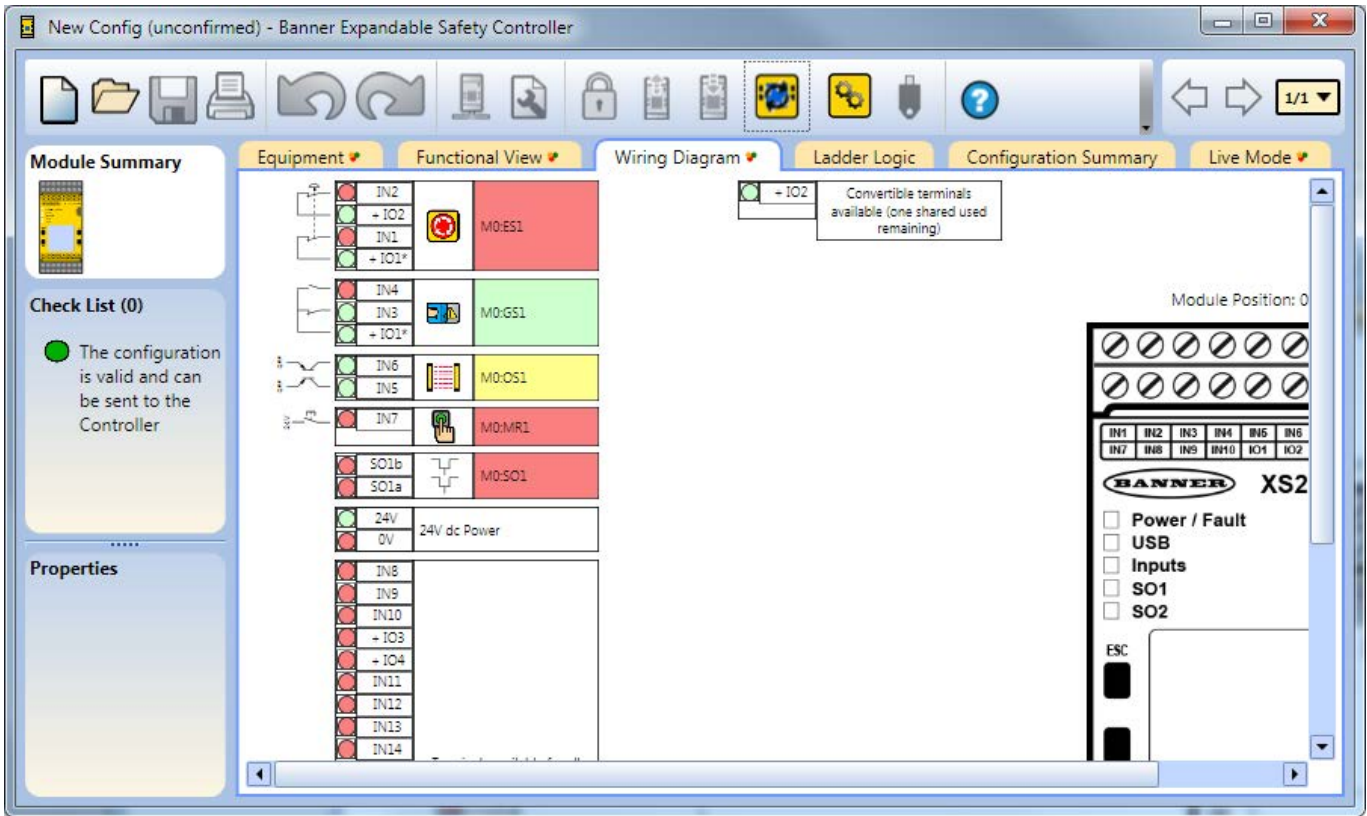 New Config (unconfirmed) - Banner Expandable Safety Controller
1/1
Module Summary
Equipment
Functional View
Wiring Diagram
Ladder Logic
Configuration Summary
Live Mode
Check List (0)
The configuration
is valid and can
be sent to the
Controller
Properties
IN2
+ IO2
IN1
+ IO1*
M0:ES1
IN4
IN3
+ IO1*
M0:GS1
IN6
IN5
M0:OS1
IN7
M0:MR1
SO1b
SO1a
M0:SO1
24V
0V
24V dc Power
IN8
IN9
IN10
+ IO3
+ IO4
IN11
IN12
IN13
IN14
+ IO2
Convertible terminals
available (one shared used
remaining)
Module Position: 0
IN1 IN2 IN3 IN4 IN5 IN6
IN7 IN8 IN9 IN10 IO1 IO2
BANNER
XS2
Power / Fault
USB
Inputs
SO1
SO2
ESC